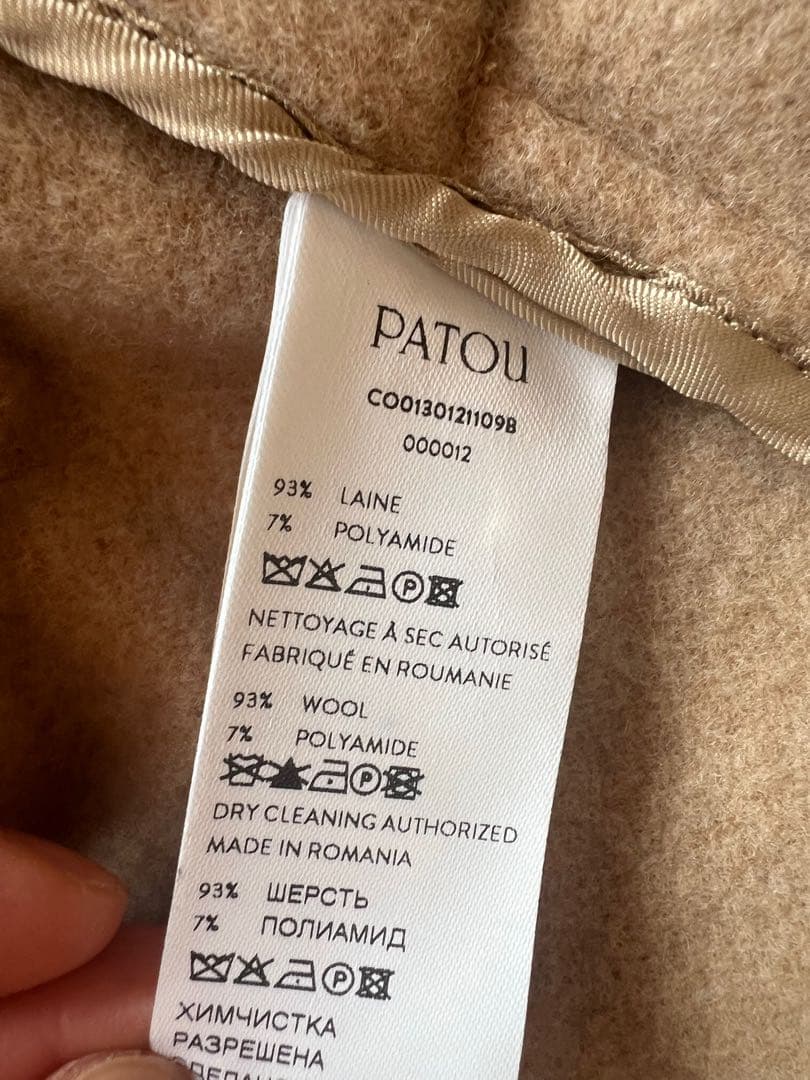 PATOU
CO0130121109B
000012
93% LAINE
7% POLYAMIDE
P
NETTOYAGE À SEC AUTORISÉ
FABRIQUÉ EN ROUMANIE
93% WOOL
7% POLYAMIDE
P
DRY CLEANING AUTHORIZED
MADE IN ROMANIA
93% ШЕРСТЬ
7% ПОЛИАМИД
P
ХИМЧИСТКА
РАЗРЕШЕНА